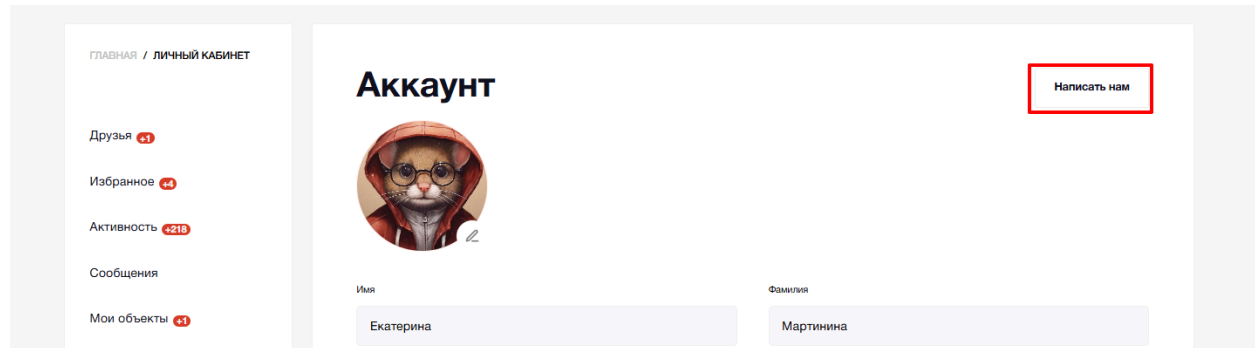 ГЛАВНАЯ / ЛИЧНЫЙ КАБИНЕТ
Аккаунт
Написать нам
Друзья +1
Избранное +4
Активность +218
Сообщения
Мои объекты +1
Имя
Фамилия
Екатерина
Мартинина